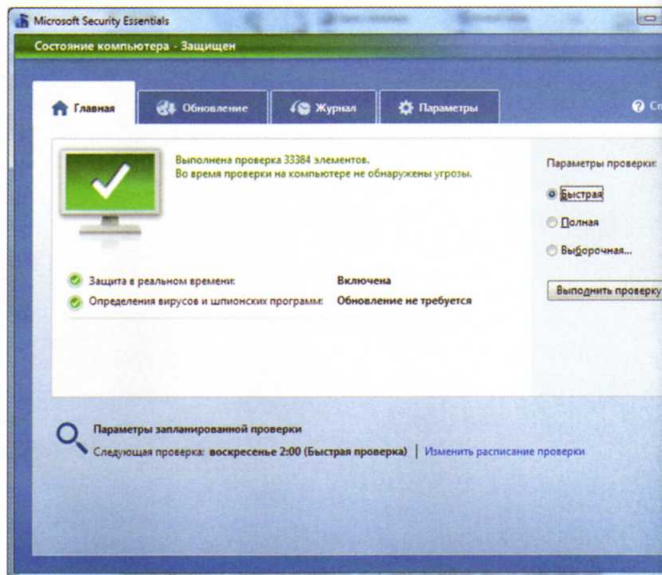 Microsoft Security Essentials
Состояние компьютера - Защищен
Главная
Обновление
Журнал
Параметры
Выполнена проверка 33384 элементов.
Во время проверки на компьютере не обнаружены угрозы.
Параметры проверки:
Быстрая
Полная
Выборочная...
Защита в реальном времени: Включена
Определения вирусов и шпионских программ: Обновление не требуется
Выполнить проверку
Параметры запланированной проверки
Следующая проверка: воскресенье 2:00 (Быстрая проверка) | Изменить расписание проверки